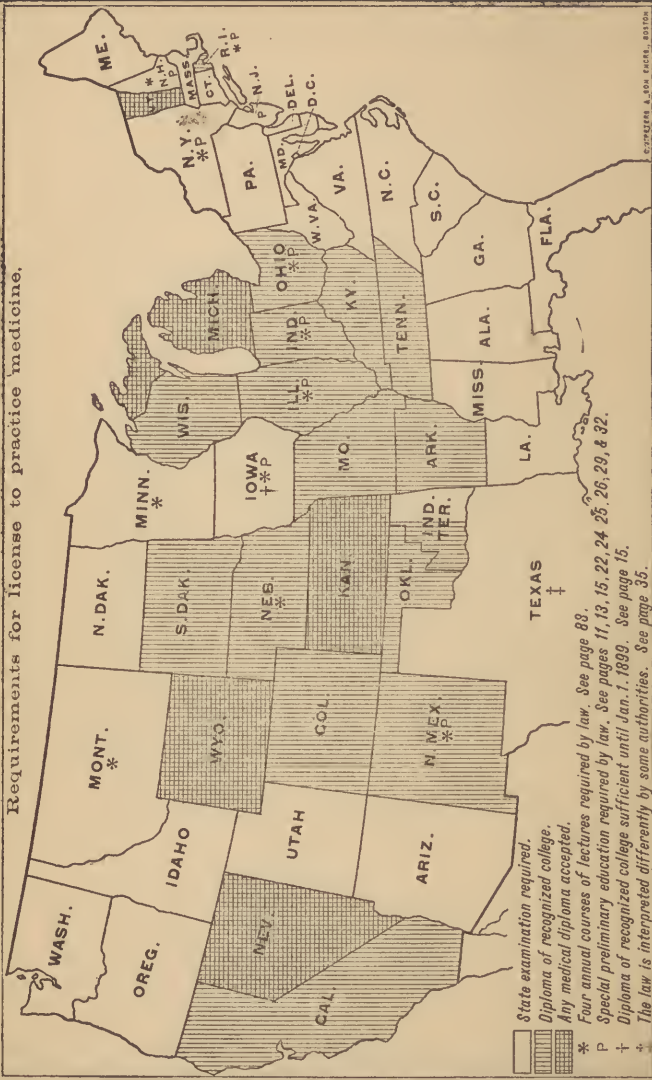 Requirements for license to practice medicine.
WASH.
OREG.
CAL.
NEV.
IDAHO
MONT.
*
WYO.
UTAH
ARIZ.
COL.
N. MEX.
* P
N. DAK.
S. DAK.
NEB.
*
KAN.
OKL.
IND.
TER.
TEXAS
‡
MINN.
*
IOWA
† * P
MO.
ARK.
LA.
WIS.
ILL.
* P
MICH.
IND.
* P
OHIO
* P
KY.
TENN.
MISS.
ALA.
GA.
FLA.
S.C.
N.C.
VA.
W. VA.
MD.
D.C.
DEL.
PA.
N.J.
P
N.Y.
* P
CT.
R.I.
* P
MASS.
VT.
*
N.H.
P
ME.
State examination required.
Diploma of recognized college.
Any medical diploma accepted.
* Four annual courses of lectures required by law. See page 83.
P Special preliminary education required by law. See pages 11, 13, 15, 22, 24 25. 26, 29, & 32.
† Diploma of recognized college sufficient until Jan. 1. 1899. See page 15.
‡ The law is interpreted differently by some authorities. See page 35.
& SON ENGRS., BOSTON